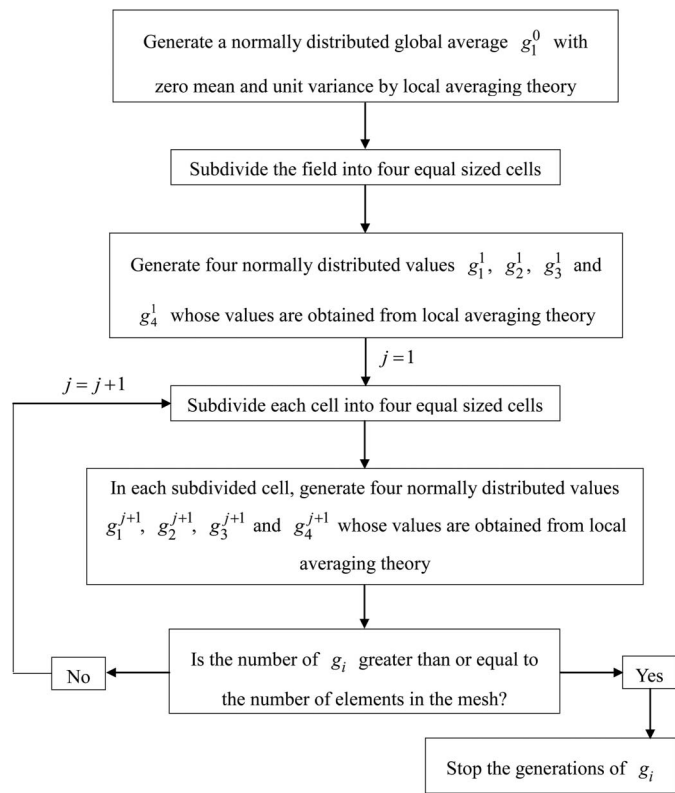 Generate a normally distributed global average g₁⁰ with
zero mean and unit variance by local averaging theory
Subdivide the field into four equal sized cells
Generate four normally distributed values g₁¹, g₂¹, g₃¹ and
g₄¹ whose values are obtained from local averaging theory
j=1
j = j+1
Subdivide each cell into four equal sized cells
In each subdivided cell, generate four normally distributed values
g₁ʲ⁺¹, g₂ʲ⁺¹, g₃ʲ⁺¹ and g₄ʲ⁺¹ whose values are obtained from local
averaging theory
Is the number of gᵢ greater than or equal to
the number of elements in the mesh?
No
Yes
Stop the generations of gᵢ